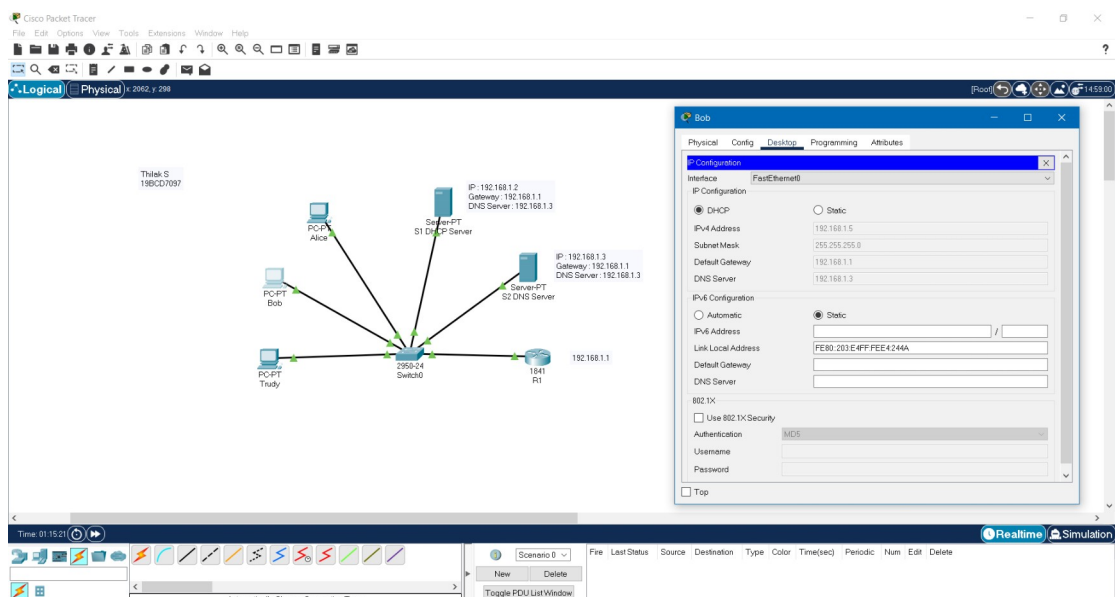 Cisco Packet Tracer
File Edit Options View Tools Extensions Window Help
?
Logical Physical x: 2062, y: 298 [Root] 14:59:00
Thilak.S
19BCD7097
PC-PT
Alice
IP : 192.168.1.2
Gateway : 192.168.1.1
DNS Server : 192.168.1.3
Server-PT
S1 DHCP Server
IP : 192.168.1.3
Gateway : 192.168.1.1
DNS Server : 192.168.1.3
Server-PT
S2 DNS Server
PC-PT
Bob
PC-PT
Trudy
2950-24
Switch0
1841
R1
192.168.1.1
Bob
Physical Config Desktop Programming Attributes
IP Configuration X
Interface FastEthernet0
IP Configuration
DHCP Static
IPv4 Address 192.168.1.5
Subnet Mask 255.255.255.0
Default Gateway 192.168.1.1
DNS Server 192.168.1.3
IPv6 Configuration
Automatic Static
IPv6 Address /
Link Local Address FE80::203:E4FF:FEE4:244A
Default Gateway
DNS Server
802.1X
Use 802.1X Security
Authentication MD5
Username
Password
Top
Time: 01:15:21 Realtime Simulation
Scenario 0 Fire Last Status Source Destination Type Color Time(sec) Periodic Num Edit Delete
New Delete
Toggle PDU List Window